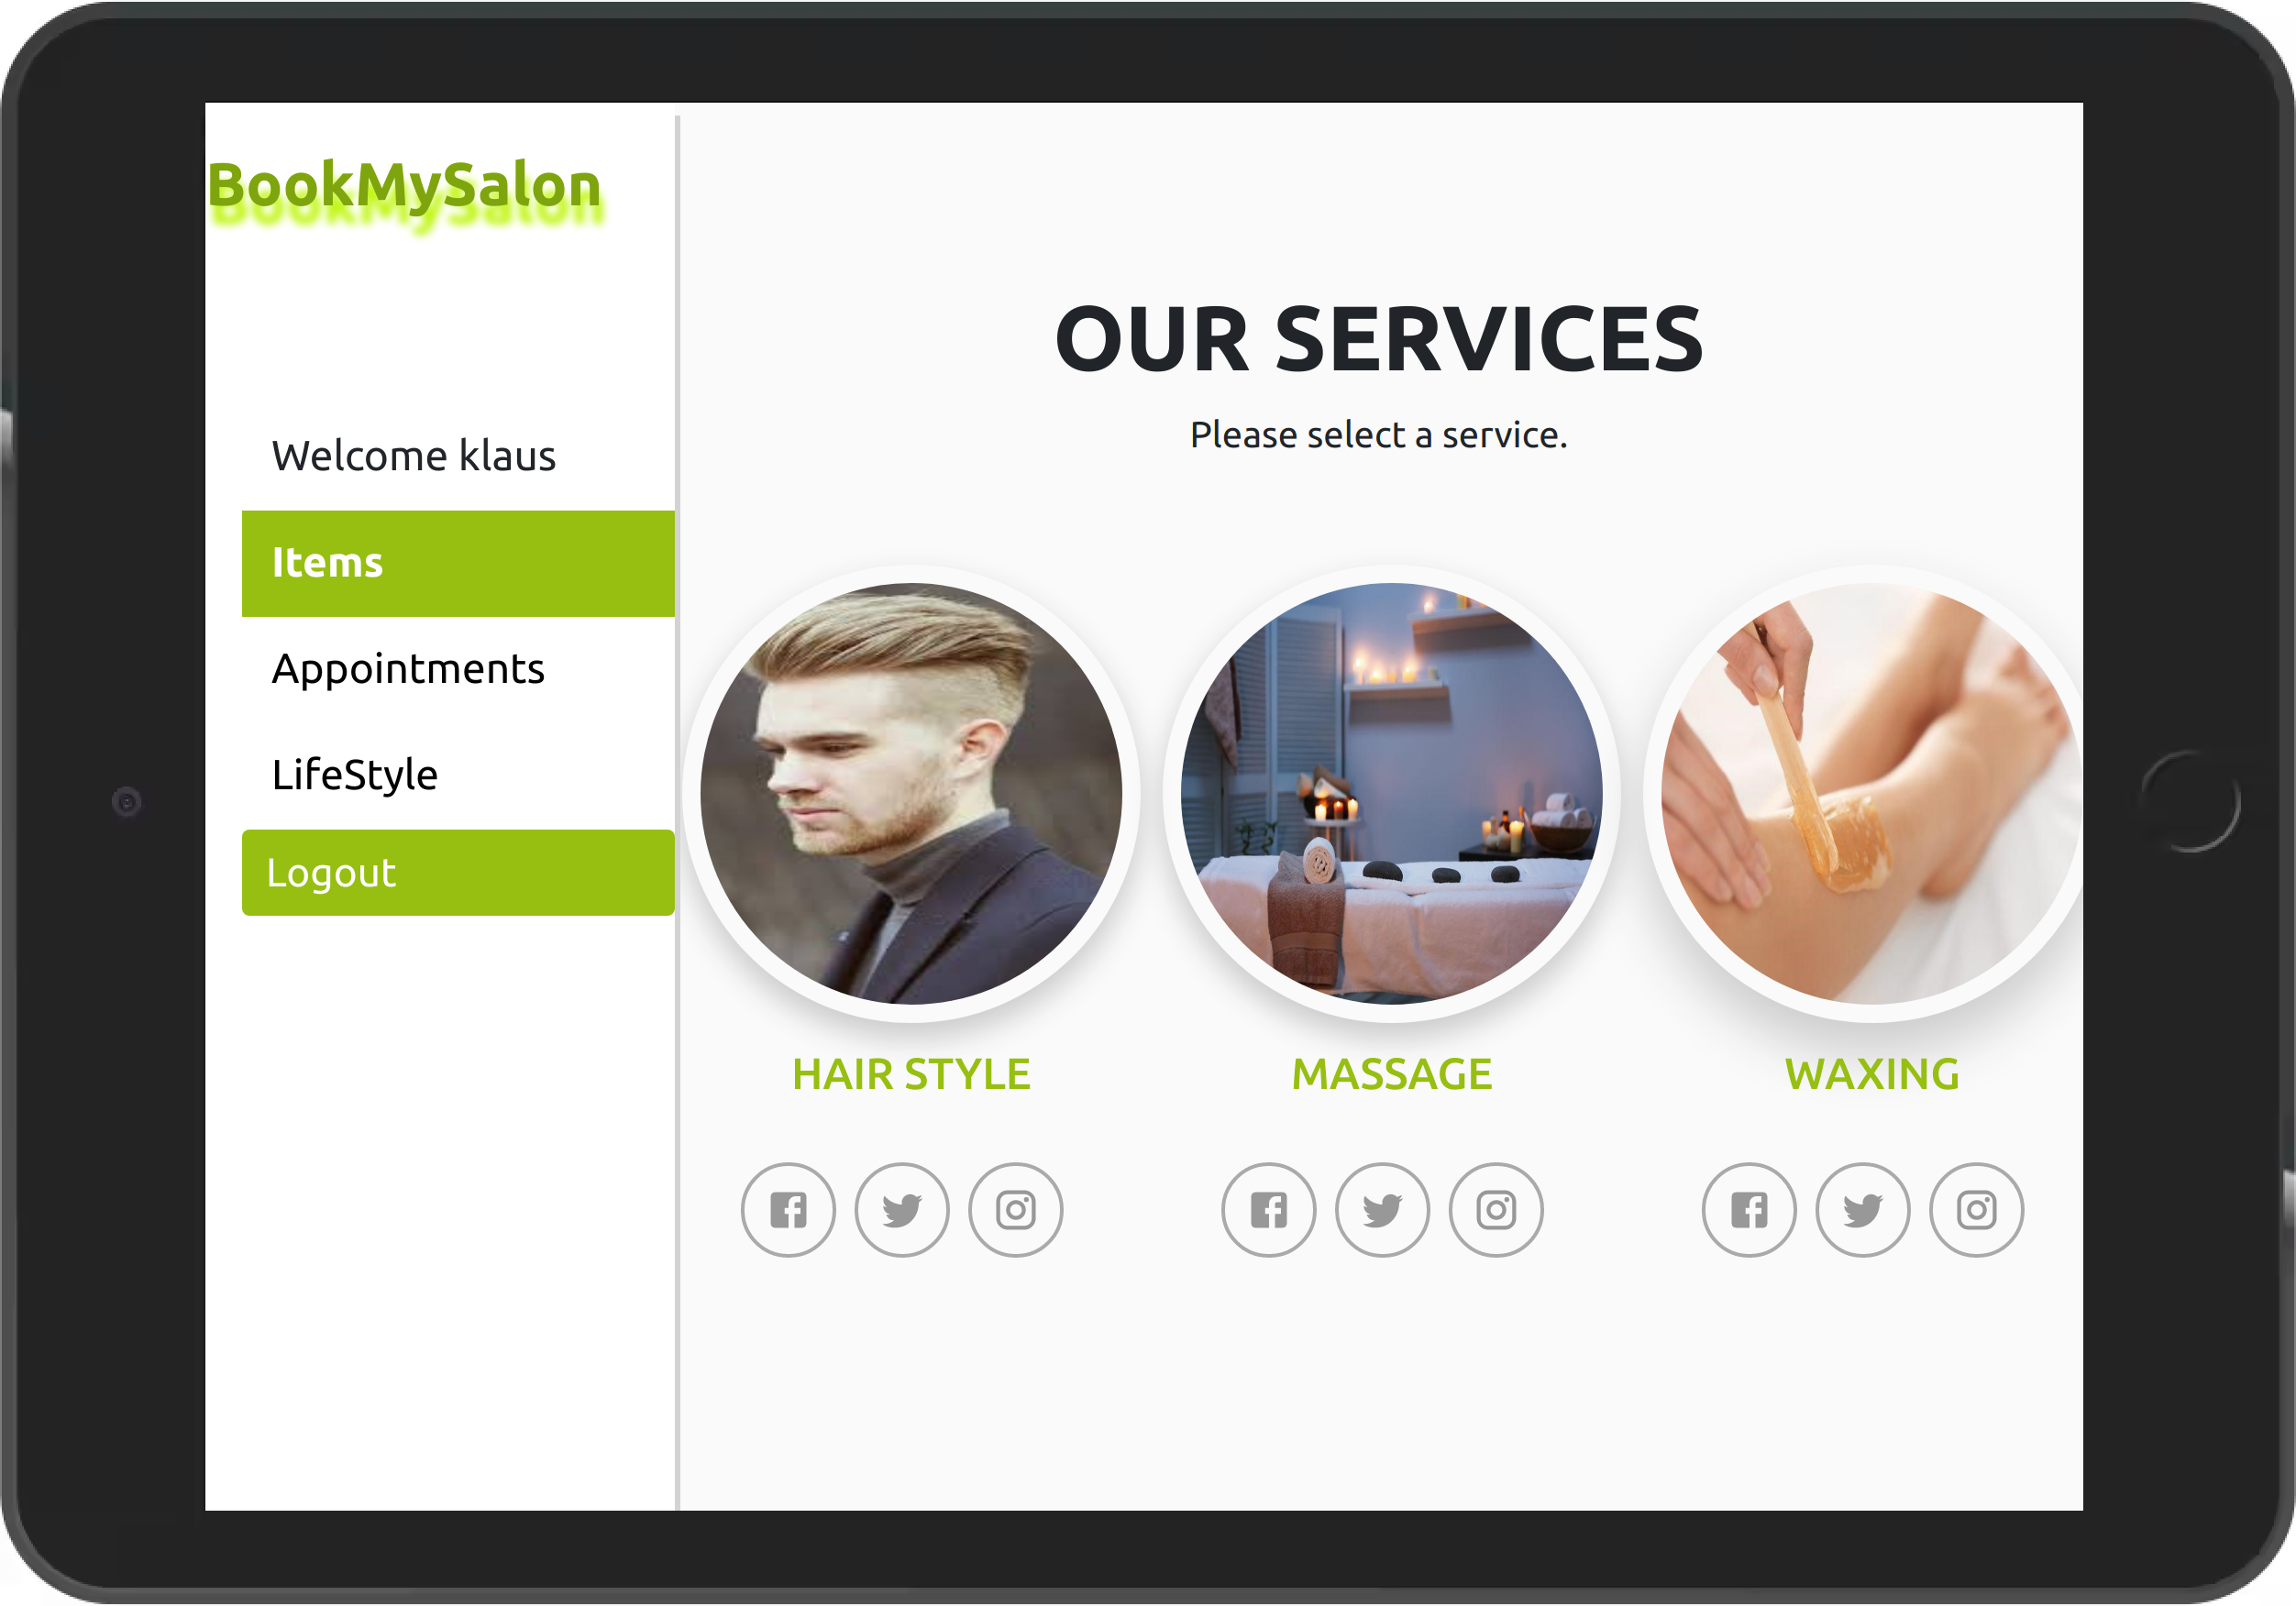 BookMySalon
Welcome klaus
Items
Appointments
LifeStyle
Logout
OUR SERVICES
Please select a service.
HAIR STYLE
MASSAGE
WAXING